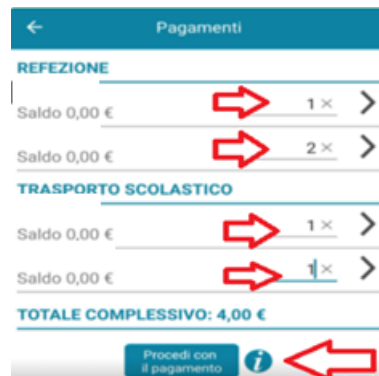 Pagamenti
REFEZIONE
Saldo 0,00 € 1 ×
Saldo 0,00 € 2 ×
TRASPORTO SCOLASTICO
Saldo 0,00 € 1 ×
Saldo 0,00 € 1 ×
TOTALE COMPLESSIVO: 4,00 €
Procedi con
il pagamento i